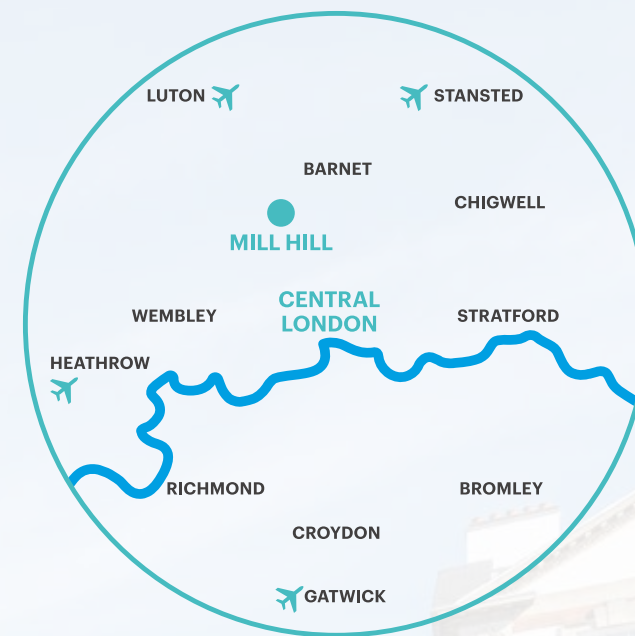 LUTON
STANSTED
BARNET
CHIGWELL
MILL HILL
CENTRAL
LONDON
WEMBLEY
STRATFORD
HEATHROW
RICHMOND
BROMLEY
CROYDON
GATWICK